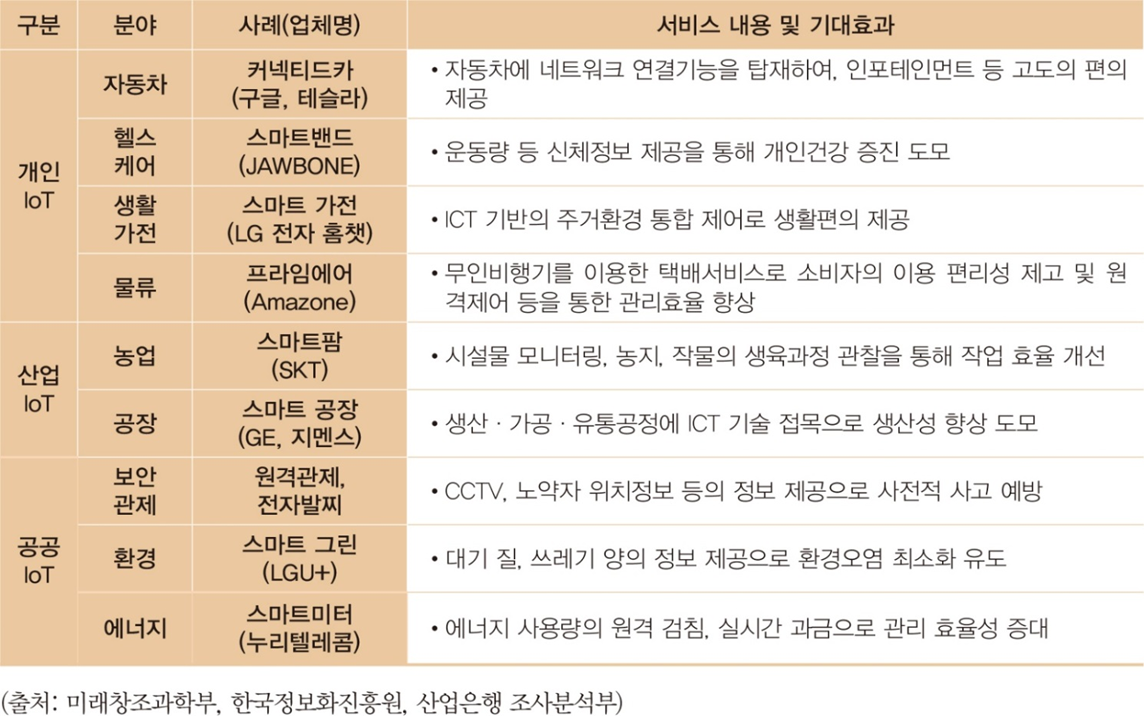 구분 분야 사례(업체명) 서비스 내용 및 기대효과
개인
IoT
자동차
커넥티드카
(구글, 테슬라)
• 자동차에 네트워크 연결기능을 탑재하여, 인포테인먼트 등 고도의 편의
제공
헬스
케어
스마트밴드
(JAWBONE)
• 운동량 등 신체정보 제공을 통해 개인건강 증진 도모
생활
가전
스마트 가전
(LG 전자 홈챗)
• ICT 기반의 주거환경 통합 제어로 생활편의 제공
물류
프라임에어
(Amazone)
• 무인비행기를 이용한 택배서비스로 소비자의 이용 편리성 제고 및 원
격제어 등을 통한 관리효율 향상
산업
IoT
농업
스마트팜
(SKT)
• 시설물 모니터링, 농지, 작물의 생육과정 관찰을 통해 작업 효율 개선
공장
스마트 공장
(GE, 지멘스)
• 생산 · 가공 · 유통공정에 ICT 기술 접목으로 생산성 향상 도모
공공
IoT
보안
관제
원격관제,
전자발찌
• CCTV, 노약자 위치정보 등의 정보 제공으로 사전적 사고 예방
환경
스마트 그린
(LGU+)
• 대기 질, 쓰레기 양의 정보 제공으로 환경오염 최소화 유도
에너지
스마트미터
(누리텔레콤)
• 에너지 사용량의 원격 검침, 실시간 과금으로 관리 효율성 증대
(출처: 미래창조과학부, 한국정보화진흥원, 산업은행 조사분석부)